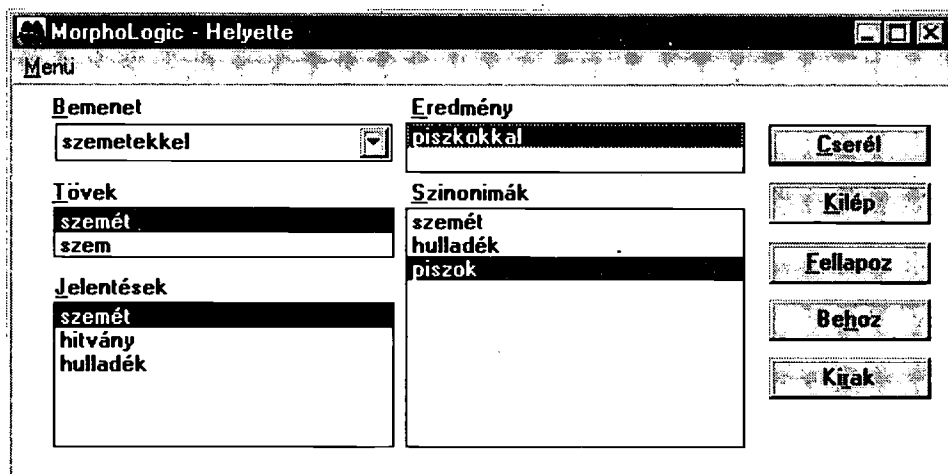 MorphoLogic - Helyette
Menü
Bemenet
szemetekkel
Tövek
szemét
szem
Jelentések
szemét
hitvány
hulladék
Eredmény
piszkokkal
Szinonimák
szemét
hulladék
piszok
Cserél
Kilép
Fellapoz
Behoz
Kirak